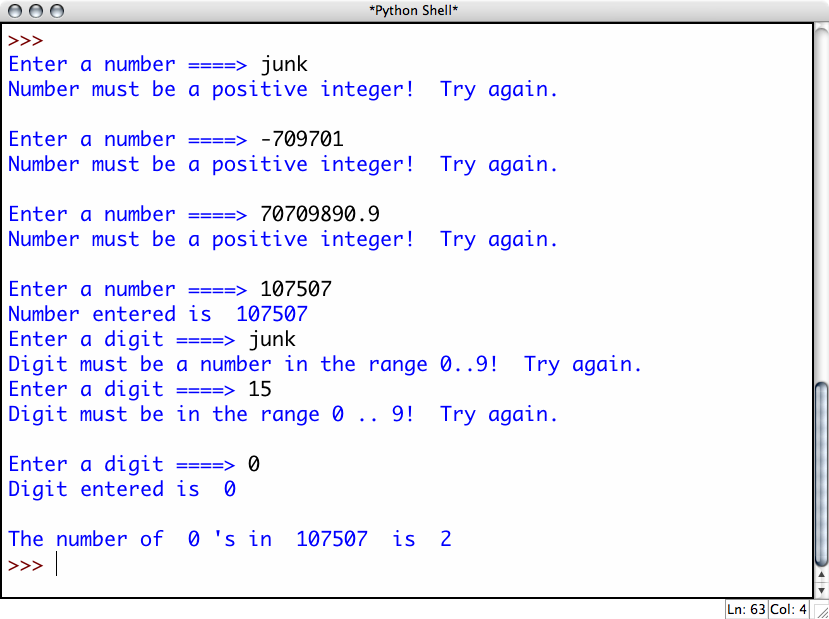 *Python Shell*
>>>
Enter a number ====> junk
Number must be a positive integer!  Try again.
Enter a number ====> -709701
Number must be a positive integer!  Try again.
Enter a number ====> 70709890.9
Number must be a positive integer!  Try again.
Enter a number ====> 107507
Number entered is  107507
Enter a digit ====> junk
Digit must be a number in the range 0..9!  Try again.
Enter a digit ====> 15
Digit must be in the range 0 .. 9!  Try again.
Enter a digit ====> 0
Digit entered is  0
The number of  0 's in  107507  is  2
>>>
Ln: 63 Col: 4